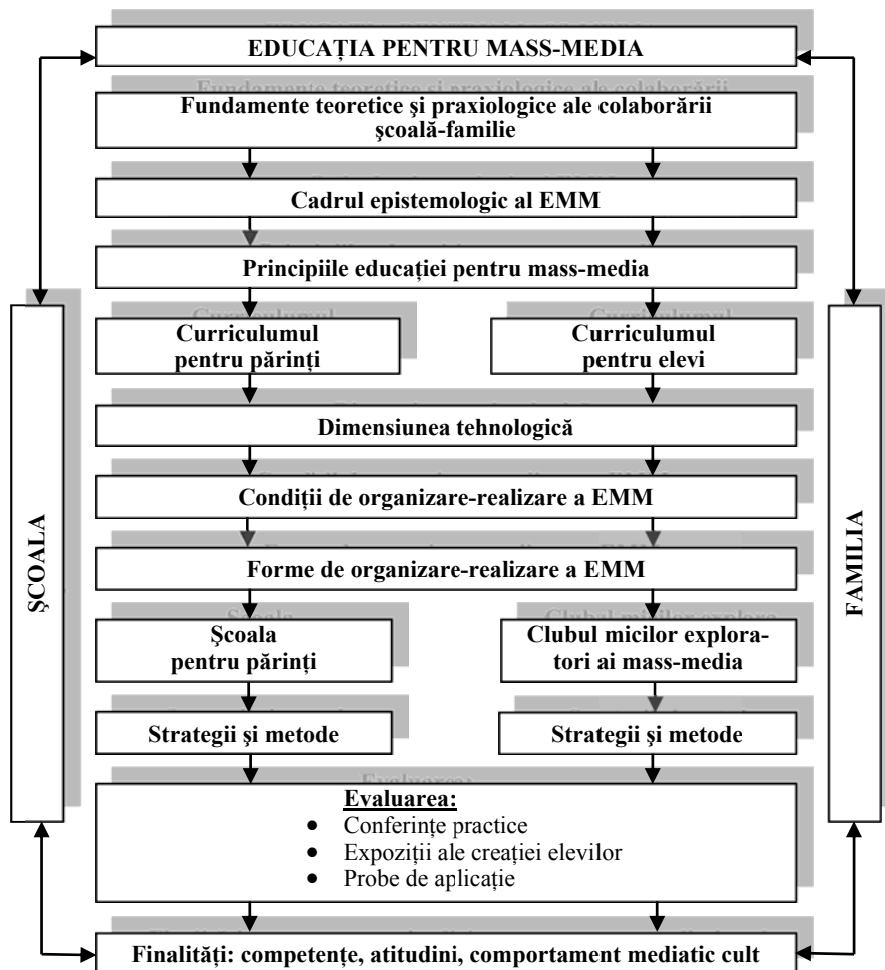 EDUCAȚIA PENTRU MASS-MEDIA
Fundamente teoretice şi praxiologice ale colaborării
şcoală-familie
Cadrul epistemologic al EMM
Principiile educației pentru mass-media
Curriculumul
pentru părinți
Curriculumul
pentru elevi
Dimensiunea tehnologică
Condiții de organizare-realizare a EMM
Forme de organizare-realizare a EMM
ŞCOALA
FAMILIA
Şcoala
pentru părinți
Clubul micilor explora-
tori ai mass-media
Strategii şi metode
Strategii şi metode
Evaluarea:
• Conferințe practice
• Expoziții ale creației elevilor
• Probe de aplicație
Finalități: competențe, atitudini, comportament mediatic cult